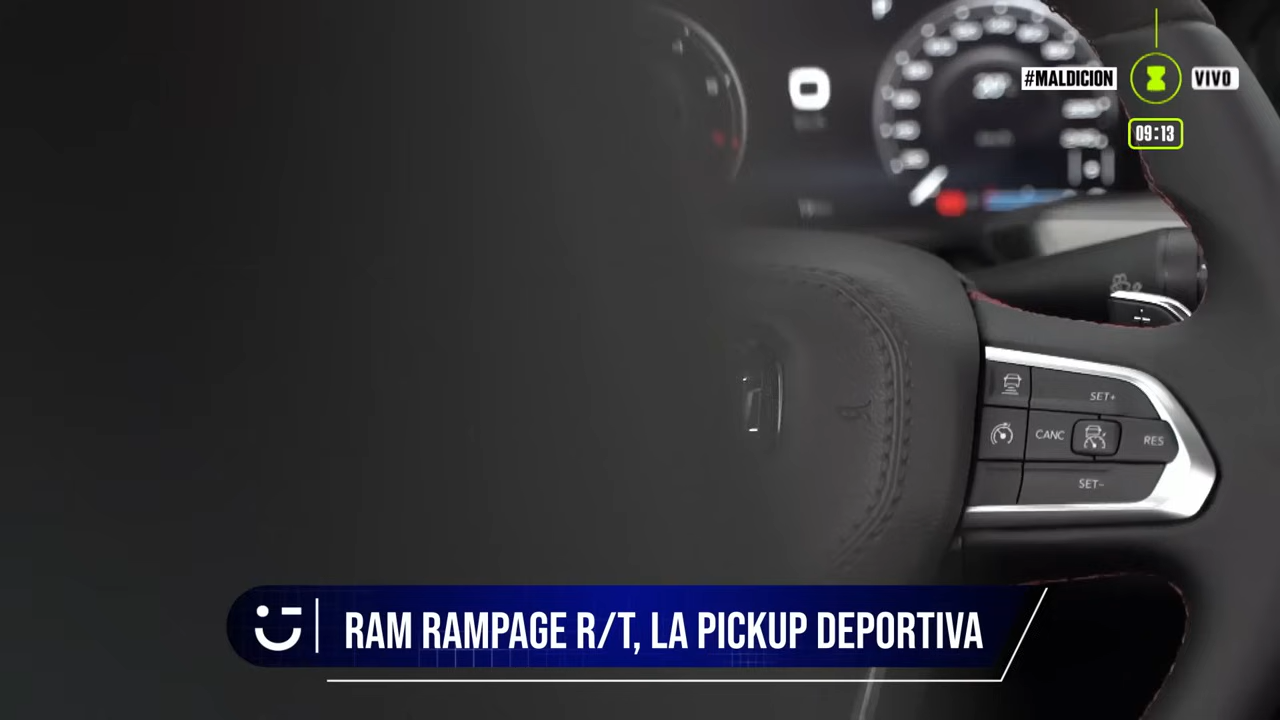 #MALDICION
VIVO
09:13
SET+
CANC
RES
SET-
RAM RAMPAGE R/T, LA PICKUP DEPORTIVA